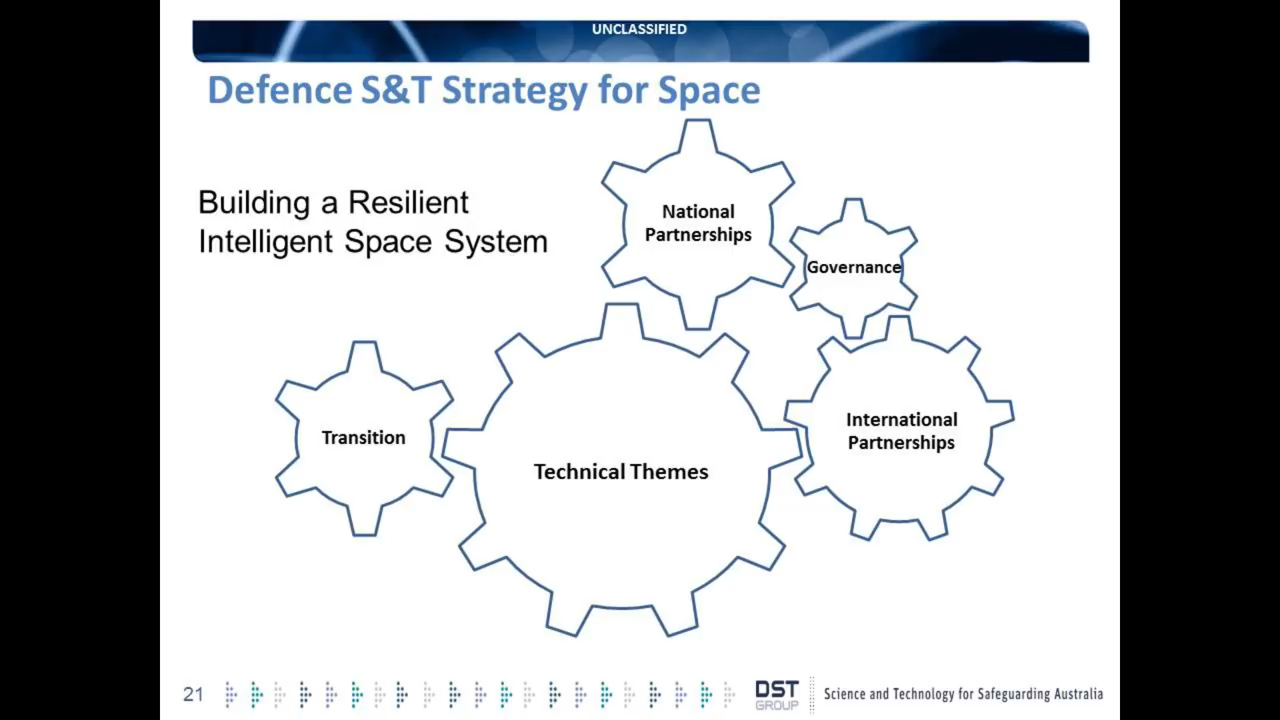 UNCLASSIFIED
Defence S&T Strategy for Space
Building a Resilient
Intelligent Space System
National
Partnerships
Governance
International
Partnerships
Transition
Technical Themes
21
DST
GROUP
Science and Technology for Safeguarding Australia